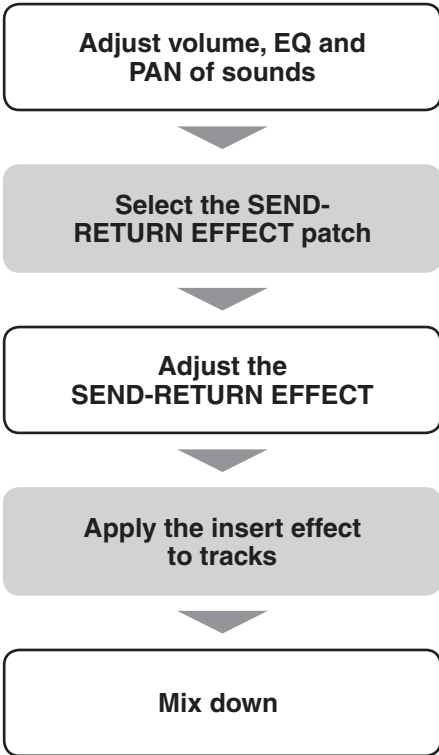 Adjust volume, EQ and
PAN of sounds
Select the SEND-
RETURN EFFECT patch
Adjust the
SEND-RETURN EFFECT
Apply the insert effect
to tracks
Mix down